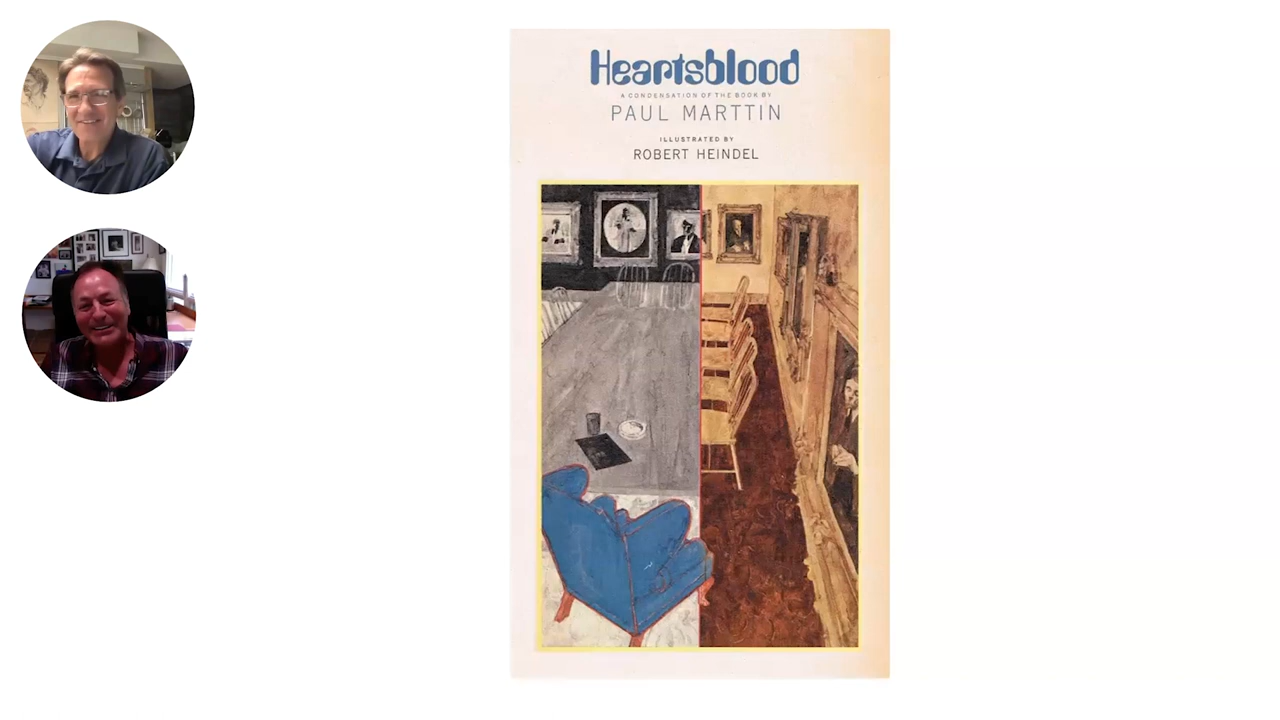 Heartsblood
A CONDENSATION OF THE BOOK BY
PAUL MARTTIN
ILLUSTRATED BY
ROBERT HEINDEL